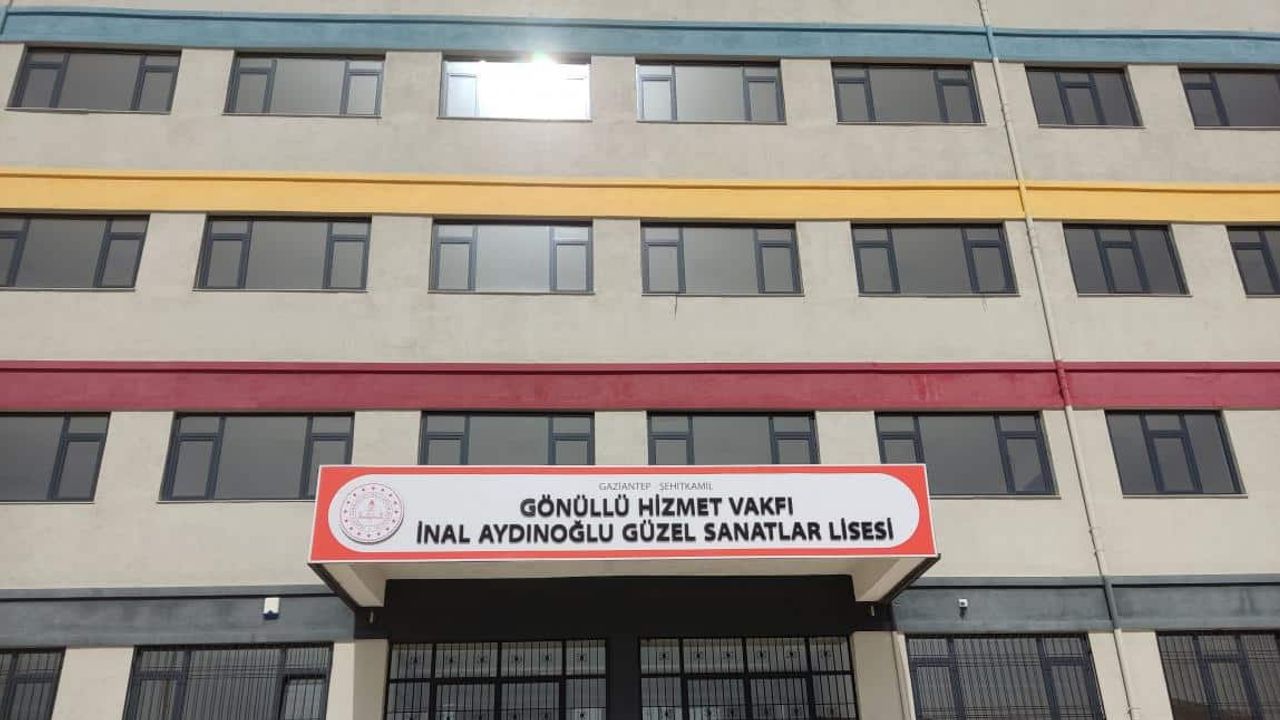 GAZİANTEP - ŞEHİTKAMİL
GÖNÜLLÜ HİZMET VAKFI
İNAL AYDINOĞLU GÜZEL SANATLAR LİSESİ